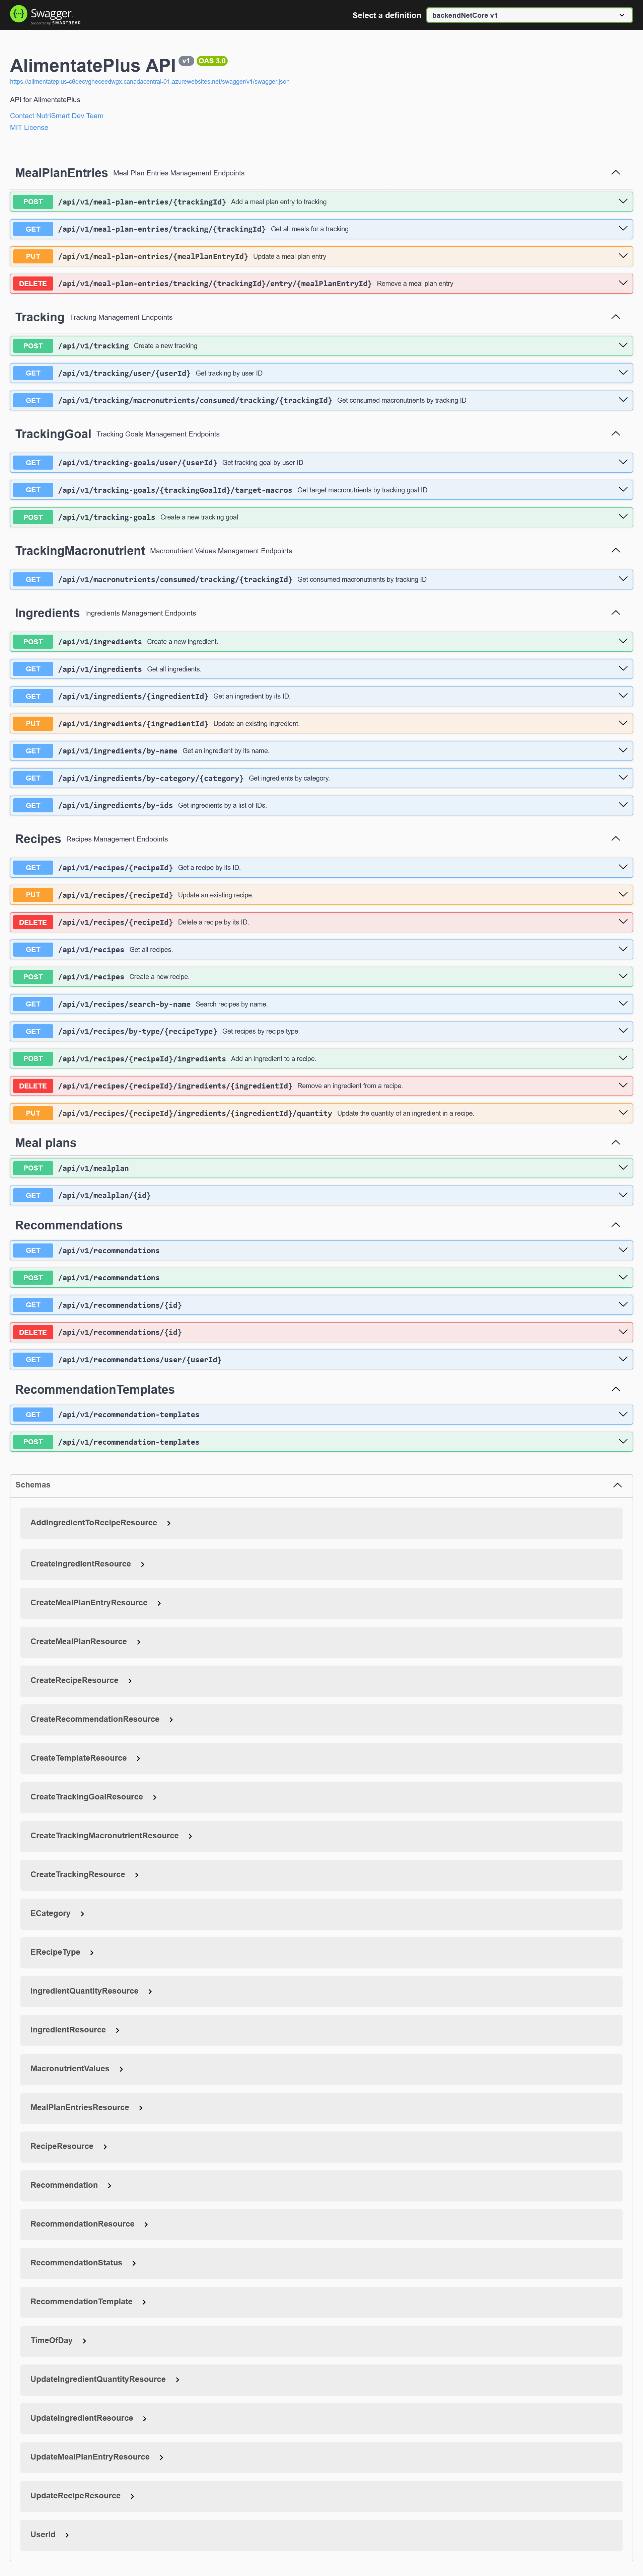 Swagger.
Supported by SMARTBEAR
Select a definition
backendNetCore v1
AlimentatePlus API v1 OAS 3.0
https://alimentateplus-c6decvgheceedwgx.canadacentral-01.azurewebsites.net/swagger/v1/swagger.json
API for AlimentatePlus
Contact NutriSmart Dev Team
MIT License
MealPlanEntries Meal Plan Entries Management Endpoints
POST /api/v1/meal-plan-entries/{trackingId} Add a meal plan entry to tracking
GET /api/v1/meal-plan-entries/tracking/{trackingId} Get all meals for a tracking
PUT /api/v1/meal-plan-entries/{mealPlanEntryId} Update a meal plan entry
DELETE /api/v1/meal-plan-entries/tracking/{trackingId}/entry/{mealPlanEntryId} Remove a meal plan entry
Tracking Tracking Management Endpoints
POST /api/v1/tracking Create a new tracking
GET /api/v1/tracking/user/{userId} Get tracking by user ID
GET /api/v1/tracking/macronutrients/consumed/tracking/{trackingId} Get consumed macronutrients by tracking ID
TrackingGoal Tracking Goals Management Endpoints
GET /api/v1/tracking-goals/user/{userId} Get tracking goal by user ID
GET /api/v1/tracking-goals/{trackingGoalId}/target-macros Get target macronutrients by tracking goal ID
POST /api/v1/tracking-goals Create a new tracking goal
TrackingMacronutrient Macronutrient Values Management Endpoints
GET /api/v1/macronutrients/consumed/tracking/{trackingId} Get consumed macronutrients by tracking ID
Ingredients Ingredients Management Endpoints
POST /api/v1/ingredients Create a new ingredient.
GET /api/v1/ingredients Get all ingredients.
GET /api/v1/ingredients/{ingredientId} Get an ingredient by its ID.
PUT /api/v1/ingredients/{ingredientId} Update an existing ingredient.
GET /api/v1/ingredients/by-name Get an ingredient by its name.
GET /api/v1/ingredients/by-category/{category} Get ingredients by category.
GET /api/v1/ingredients/by-ids Get ingredients by a list of IDs.
Recipes Recipes Management Endpoints
GET /api/v1/recipes/{recipeId} Get a recipe by its ID.
PUT /api/v1/recipes/{recipeId} Update an existing recipe.
DELETE /api/v1/recipes/{recipeId} Delete a recipe by its ID.
GET /api/v1/recipes Get all recipes.
POST /api/v1/recipes Create a new recipe.
GET /api/v1/recipes/search-by-name Search recipes by name.
GET /api/v1/recipes/by-type/{recipeType} Get recipes by recipe type.
POST /api/v1/recipes/{recipeId}/ingredients Add an ingredient to a recipe.
DELETE /api/v1/recipes/{recipeId}/ingredients/{ingredientId} Remove an ingredient from a recipe.
PUT /api/v1/recipes/{recipeId}/ingredients/{ingredientId}/quantity Update the quantity of an ingredient in a recipe.
Meal plans
POST /api/v1/mealplan
GET /api/v1/mealplan/{id}
Recommendations
GET /api/v1/recommendations
POST /api/v1/recommendations
GET /api/v1/recommendations/{id}
DELETE /api/v1/recommendations/{id}
GET /api/v1/recommendations/user/{userId}
RecommendationTemplates
GET /api/v1/recommendation-templates
POST /api/v1/recommendation-templates
Schemas
AddIngredientToRecipeResource
CreateIngredientResource
CreateMealPlanEntryResource
CreateMealPlanResource
CreateRecipeResource
CreateRecommendationResource
CreateTemplateResource
CreateTrackingGoalResource
CreateTrackingMacronutrientResource
CreateTrackingResource
ECategory
ERecipeType
IngredientQuantityResource
IngredientResource
MacronutrientValues
MealPlanEntriesResource
RecipeResource
Recommendation
RecommendationResource
RecommendationStatus
RecommendationTemplate
TimeOfDay
UpdateIngredientQuantityResource
UpdateIngredientResource
UpdateMealPlanEntryResource
UpdateRecipeResource
UserId